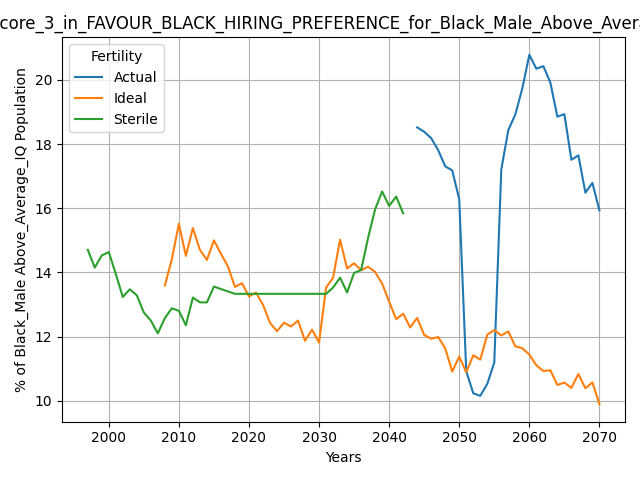 core_3_in_FAVOUR_BLACK_HIRING_PREFERENCE_for_Black_Male_Above_Avera
Fertility
Actual
Ideal
Sterile
% of Black_Male Above_Average_IQ Population
20
18
16
14
12
10
2000 2010 2020 2030 2040 2050 2060 2070
Years